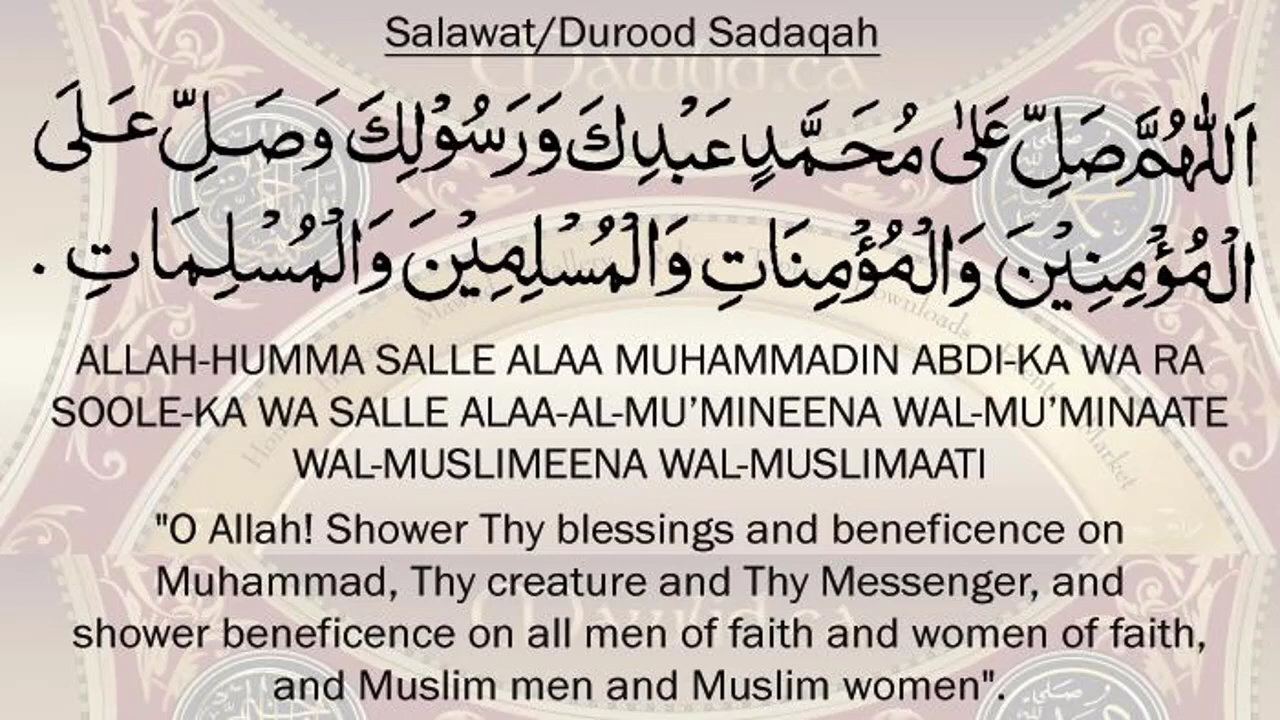 Salawat/Durood Sadaqah
اَللّٰهُمَّ صَلِّ عَلٰى مُحَمَّدٍ عَبْدِكَ وَرَسُوْلِكَ وَصَلِّ عَلَى
الْمُؤْمِنِيْنَ وَالْمُؤْمِنَاتِ وَالْمُسْلِمِيْنَ وَالْمُسْلِمَاتِ .
ALLAH-HUMMA SALLE ALAA MUHAMMADIN ABDI-KA WA RA
SOOLE-KA WA SALLE ALAA-AL-MU’MINEENA WAL-MU’MINAATE
WAL-MUSLIMEENA WAL-MUSLIMAATI
"O Allah! Shower Thy blessings and beneficence on
Muhammad, Thy creature and Thy Messenger, and
shower beneficence on all men of faith and women of faith,
and Muslim men and Muslim women".